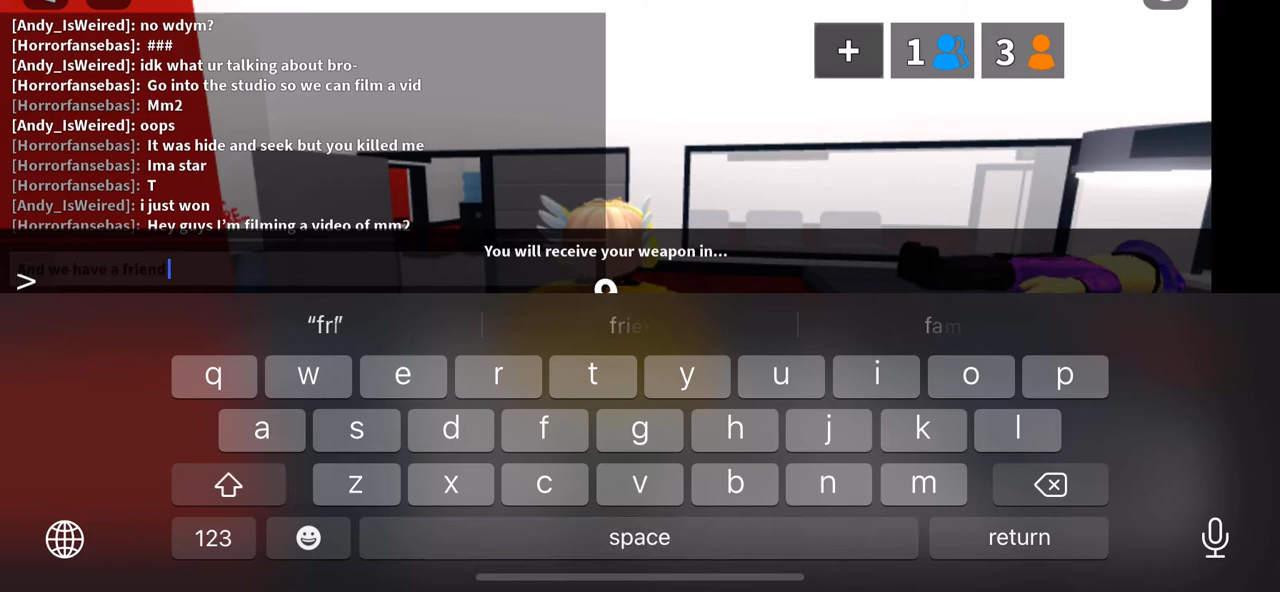 [Andy_IsWeired]: no wdym?
[Horrorfansebas]: ###
[Andy_IsWeired]: idk what ur talking about bro-
[Horrorfansebas]: Go into the studio so we can film a vid
[Horrorfansebas]: Mm2
[Andy_IsWeired]: oops
[Horrorfansebas]: It was hide and seek but you killed me
[Horrorfansebas]: Ima star
[Horrorfansebas]: T
[Andy_IsWeired]: i just won
[Horrorfansebas]: Hey guys I'm filming a video of mm2
+ 1 3
You will receive your weapon in...
And we have a friend
>
q w e r t y u i o p
a s d f g h j k l
z x c v b n m
123 space return